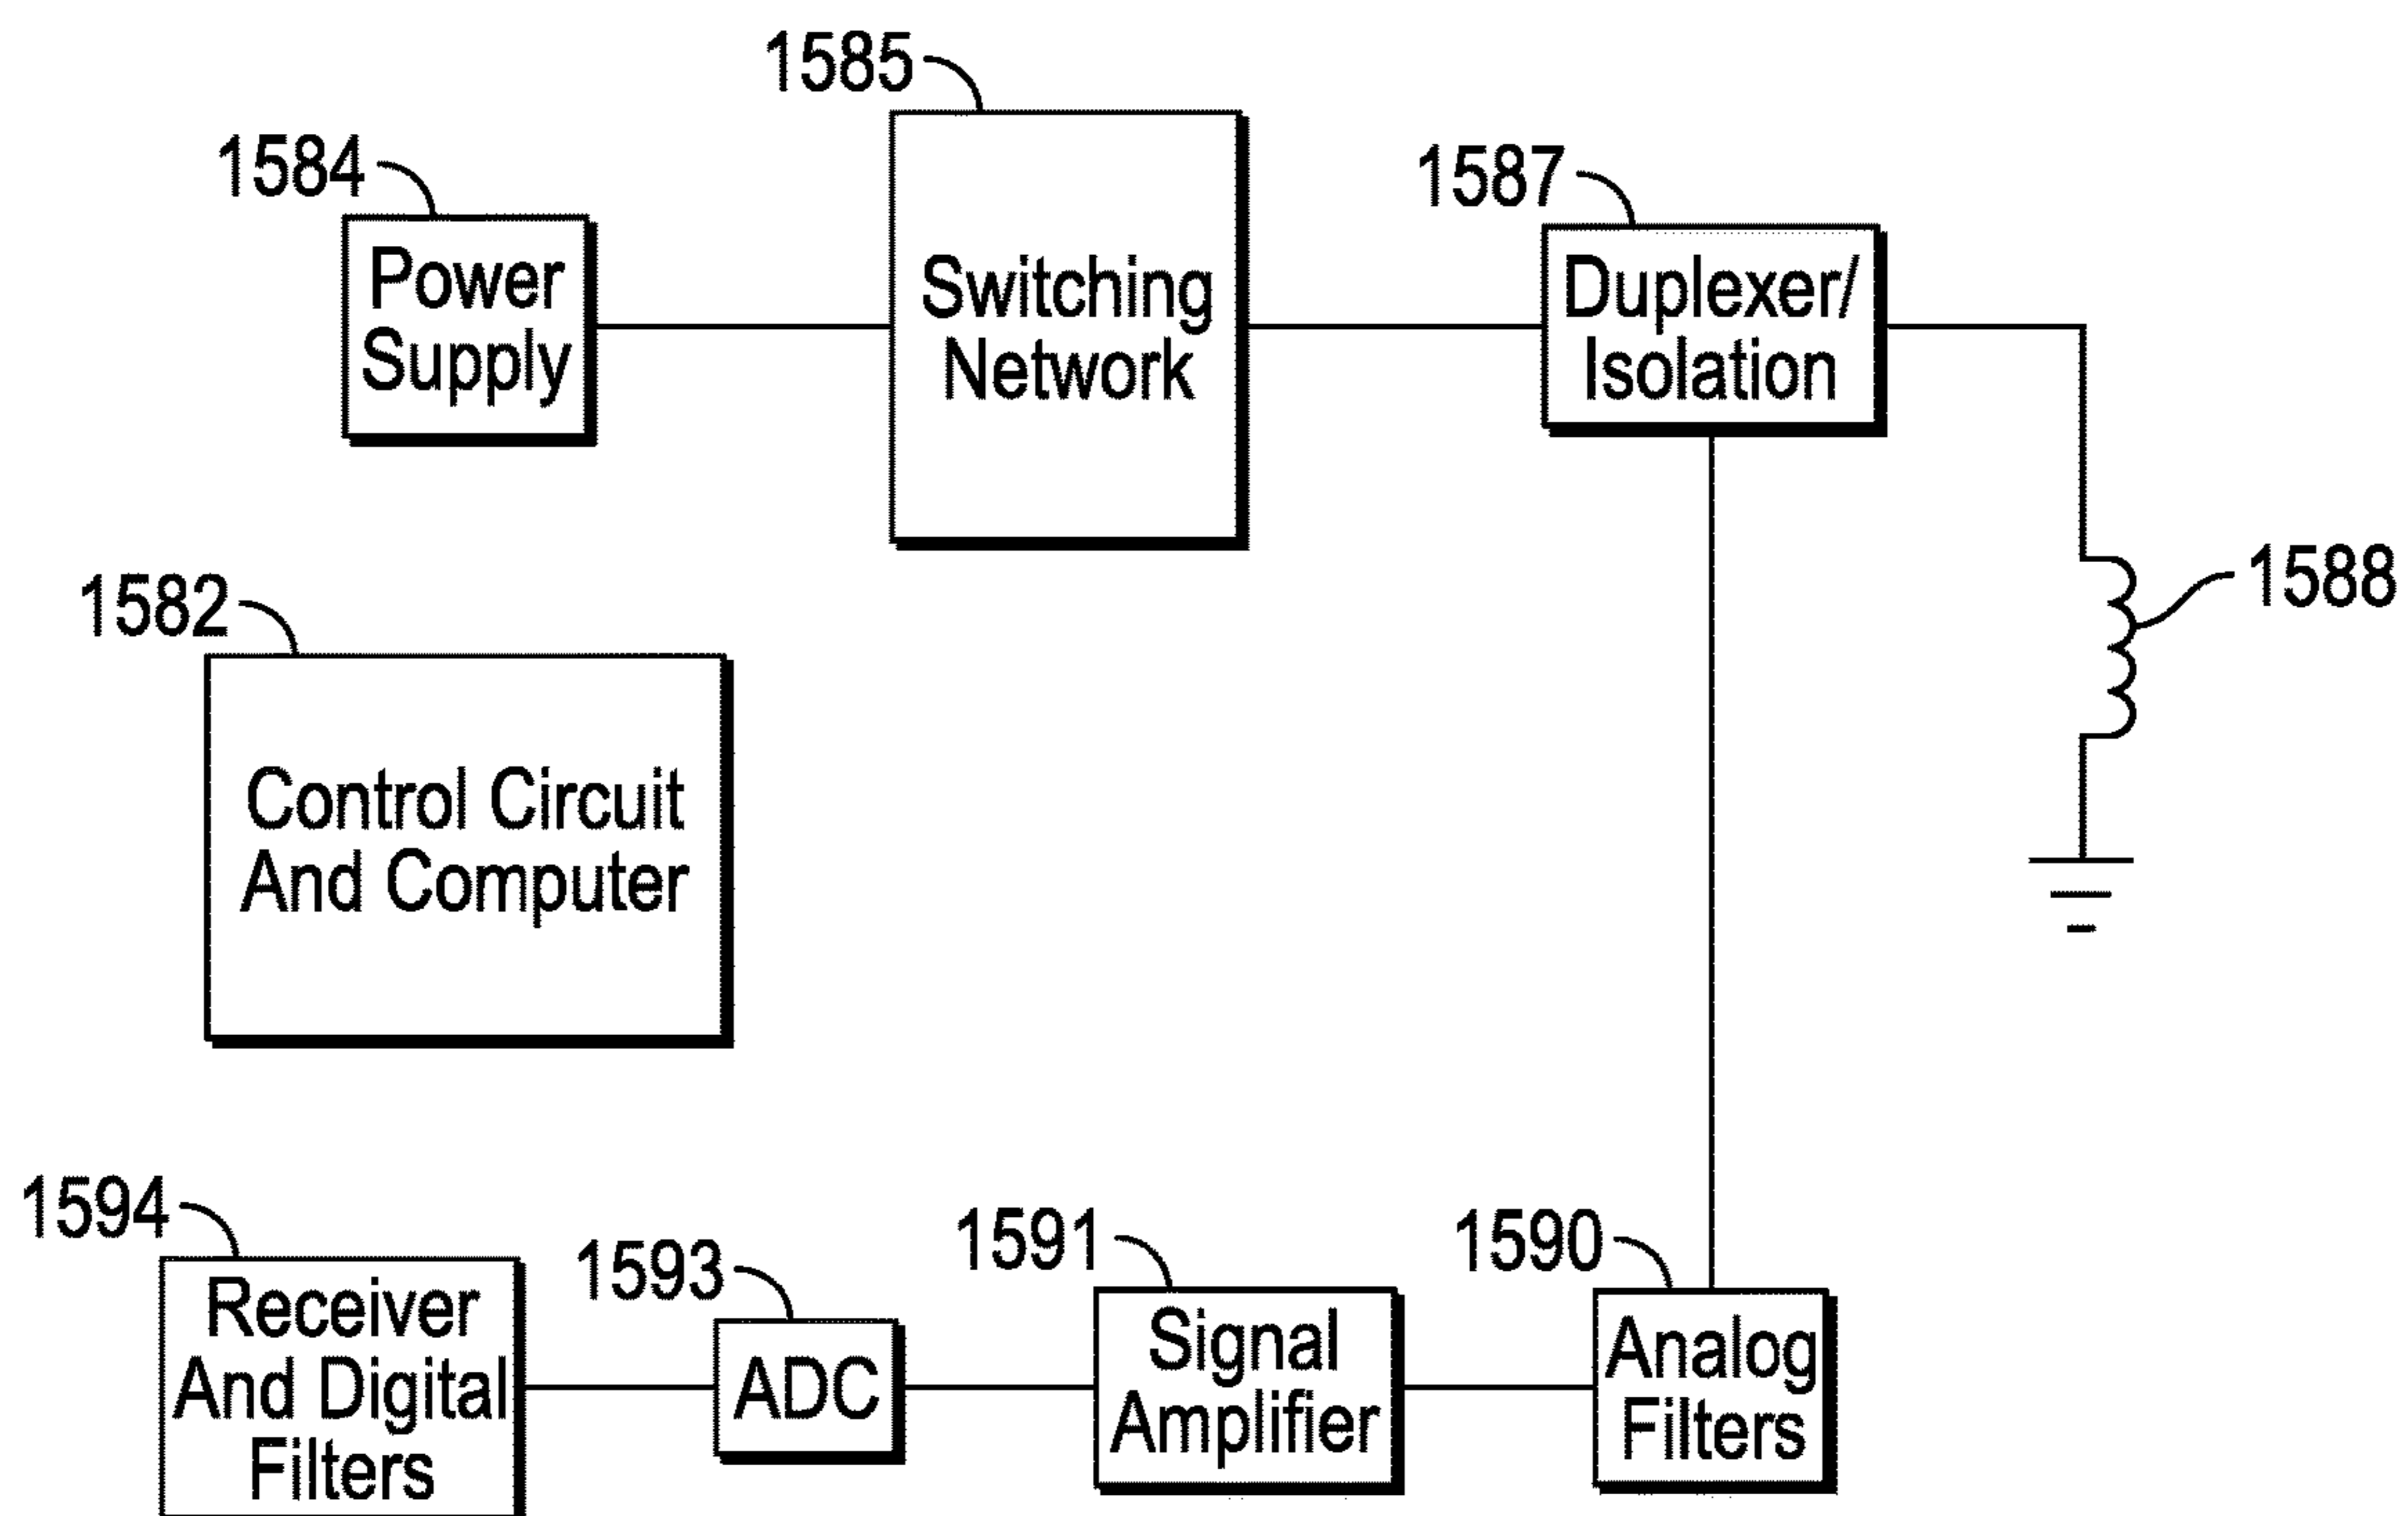 1585
1584
1587
Power
Supply
Switching
Network
Duplexer/
Isolation
1582
1588
Control Circuit
And Computer
1594
1593
1591
1590
Receiver
And Digital
Filters
ADC
Signal
Amplifier
Analog
Filters